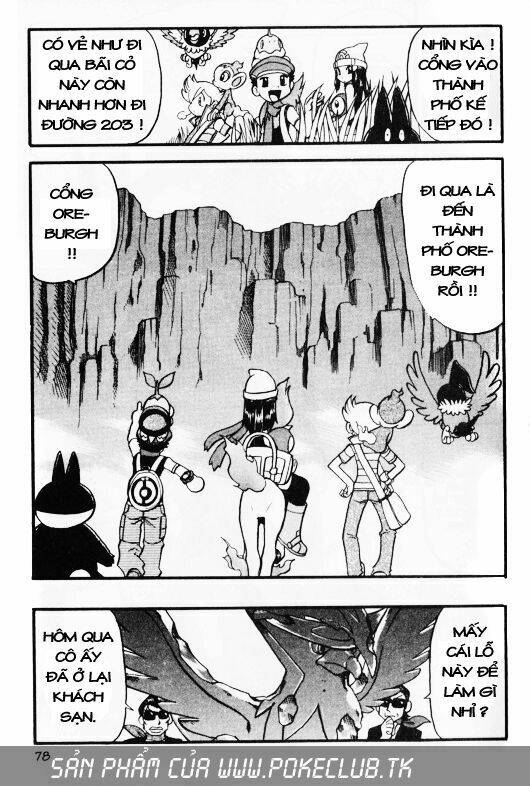 NHÌN KÌA !
CỔNG VÀO
THÀNH
PHỐ KẾ
TIẾP ĐÓ !
CÓ VẺ NHƯ ĐI
QUA BÃI CỎ
NÀY CÒN
NHANH HƠN ĐI
ĐƯỜNG 203 !
ĐI QUA LÀ
ĐẾN
THÀNH
PHỐ ORE-
BURGH
RỒI !!
CỔNG
ORE-
BURGH
!!
MẤY
CÁI LỖ
NÀY ĐỂ
LÀM GÌ
NHỈ ?
HÔM QUA
CÔ ẤY
ĐÃ Ở LẠI
KHÁCH
SẠN.
78
SẢN PHẨM CỦA WWW.POKECLUB.TK